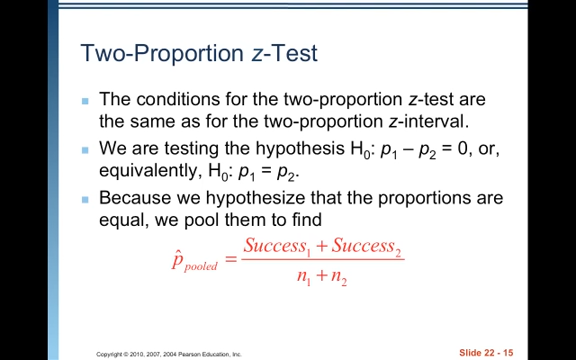 Two-Proportion z-Test
The conditions for the two-proportion z-test are
the same as for the two-proportion z-interval.
We are testing the hypothesis H₀: p₁ – p₂ = 0, or,
equivalently, H₀: p₁ = p₂.
Because we hypothesize that the proportions are
equal, we pool them to find
p̂ pooled = (Success₁ + Success₂) / (n₁ + n₂)
Copyright © 2010, 2007, 2004 Pearson Education, Inc.
Slide 22 - 15